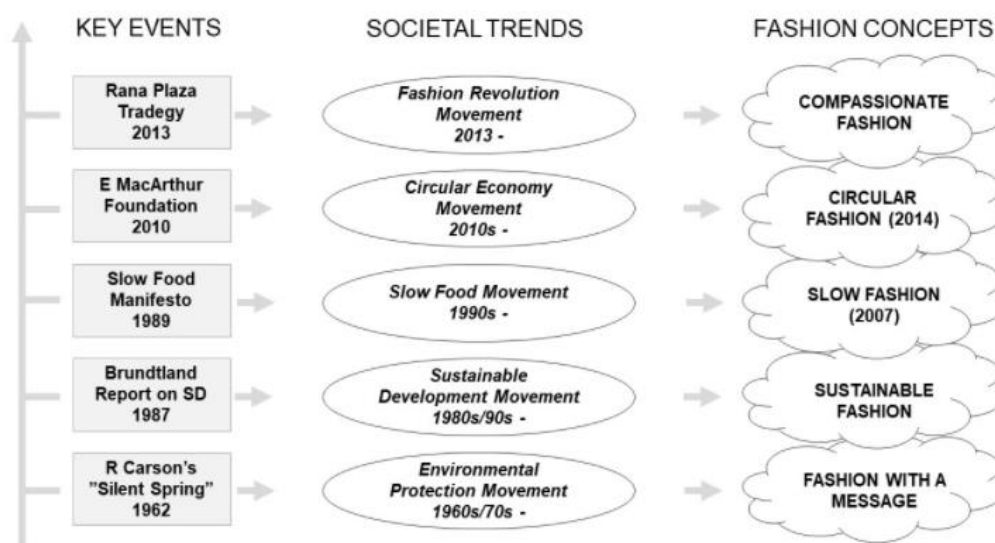 KEY EVENTS
SOCIETAL TRENDS
FASHION CONCEPTS
Rana Plaza
Tradegy
2013
Fashion Revolution
Movement
2013 -
COMPASSIONATE
FASHION
E MacArthur
Foundation
2010
Circular Economy
Movement
2010s -
CIRCULAR
FASHION (2014)
Slow Food
Manifesto
1989
Slow Food Movement
1990s -
SLOW FASHION
(2007)
Brundtland
Report on SD
1987
Sustainable
Development Movement
1980s/90s -
SUSTAINABLE
FASHION
R Carson's
”Silent Spring”
1962
Environmental
Protection Movement
1960s/70s -
FASHION WITH A
MESSAGE